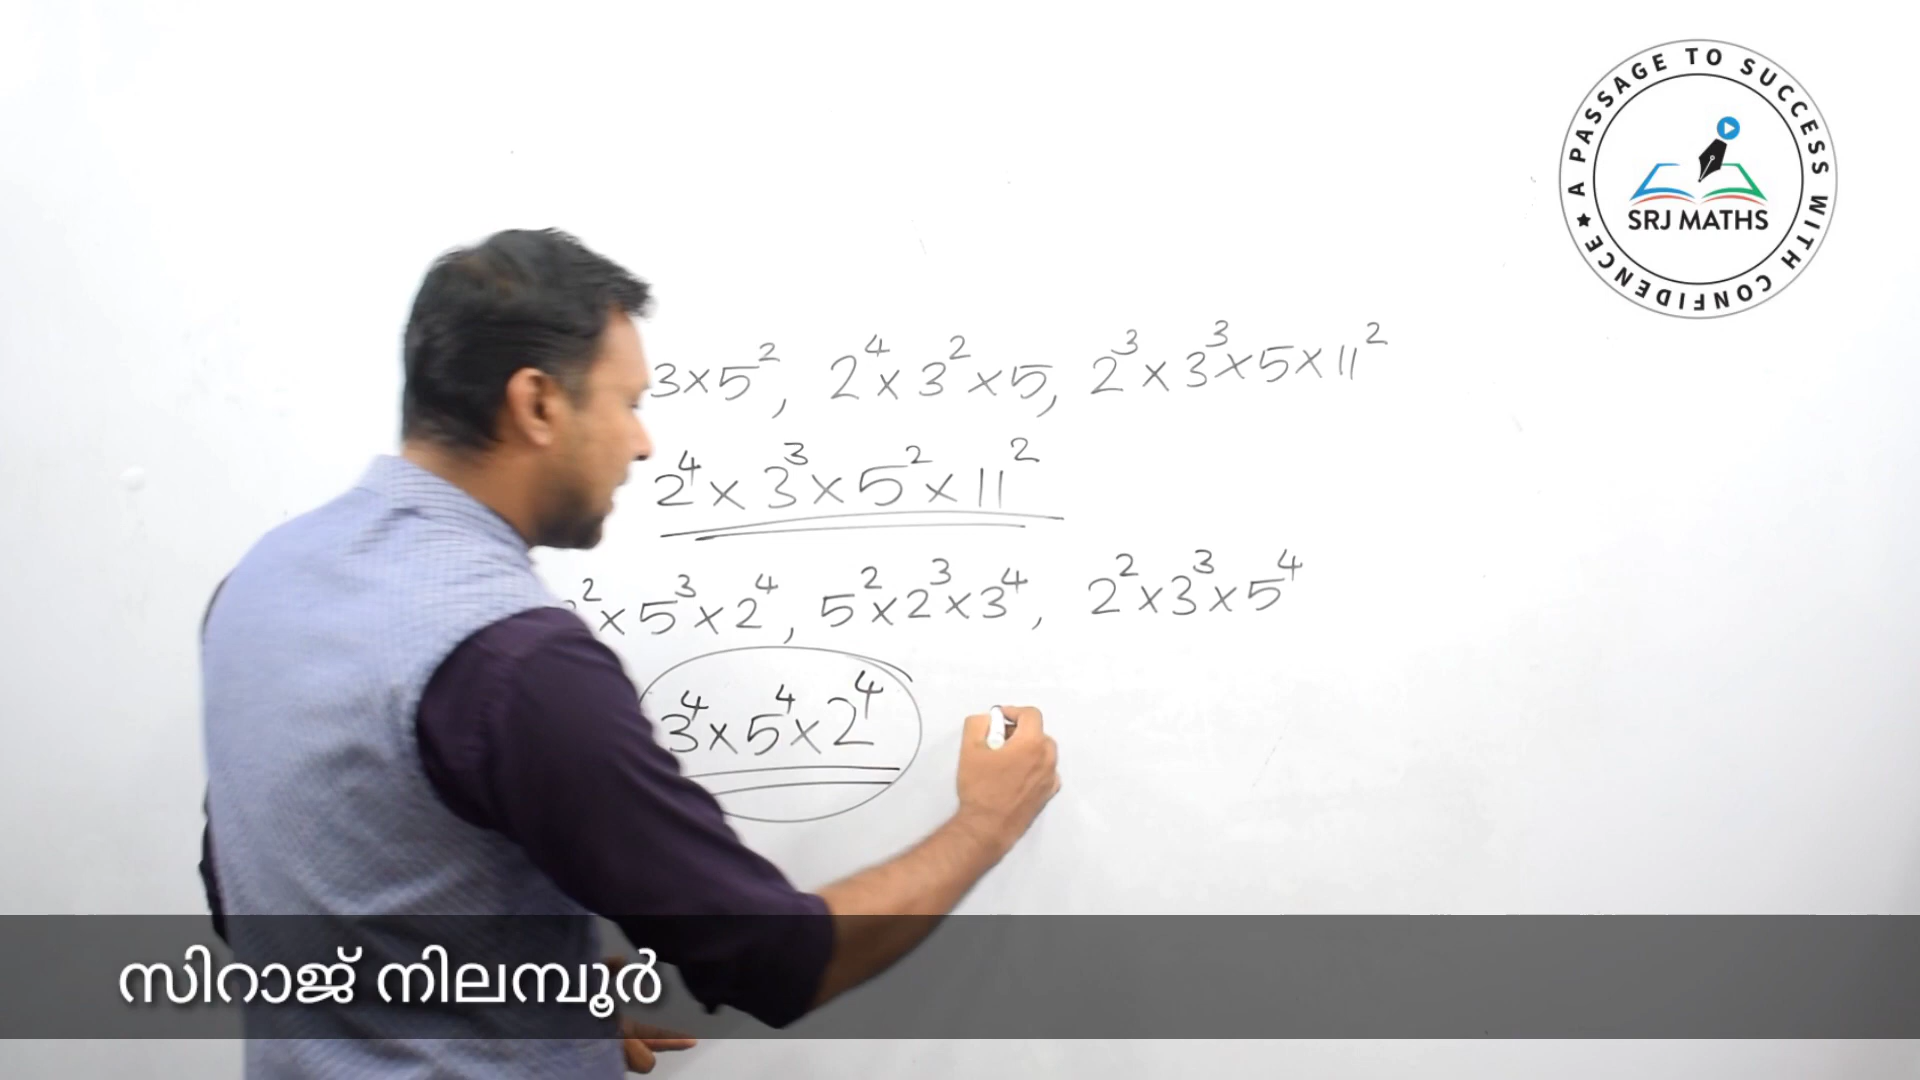 A PASSAGE TO SUCCESS WITH CONFIDENCE
SRJ MATHS
3×5², 2⁴×3²×5, 2³×3³×5×11²
2⁴×3³×5²×11²
²×5³×2⁴, 5²×2³×3⁴, 2²×3³×5⁴
3⁴×5⁴×2⁴
സിറാജ് നിലമ്പൂർ